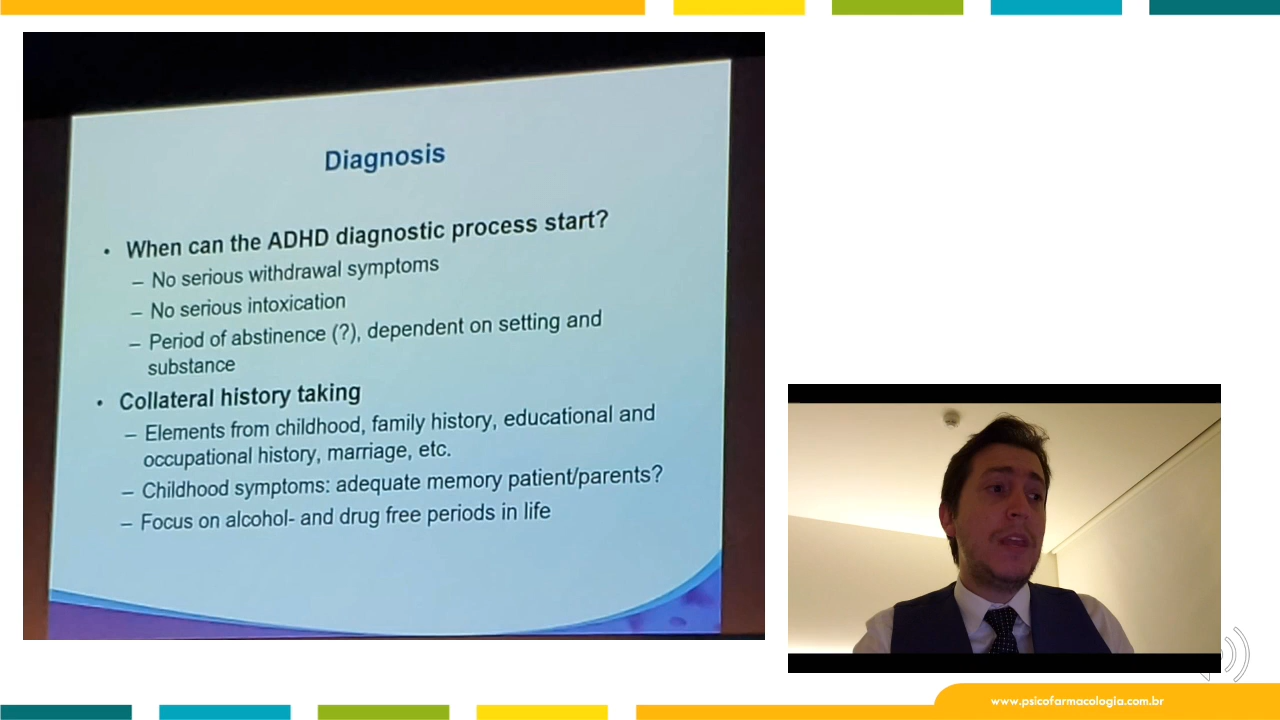 Diagnosis
• When can the ADHD diagnostic process start?
– No serious withdrawal symptoms
– No serious intoxication
– Period of abstinence (?), dependent on setting and
substance
• Collateral history taking
– Elements from childhood, family history, educational and
occupational history, marriage, etc.
– Childhood symptoms: adequate memory patient/parents?
– Focus on alcohol- and drug free periods in life
www.psicofarmacologia.com.br